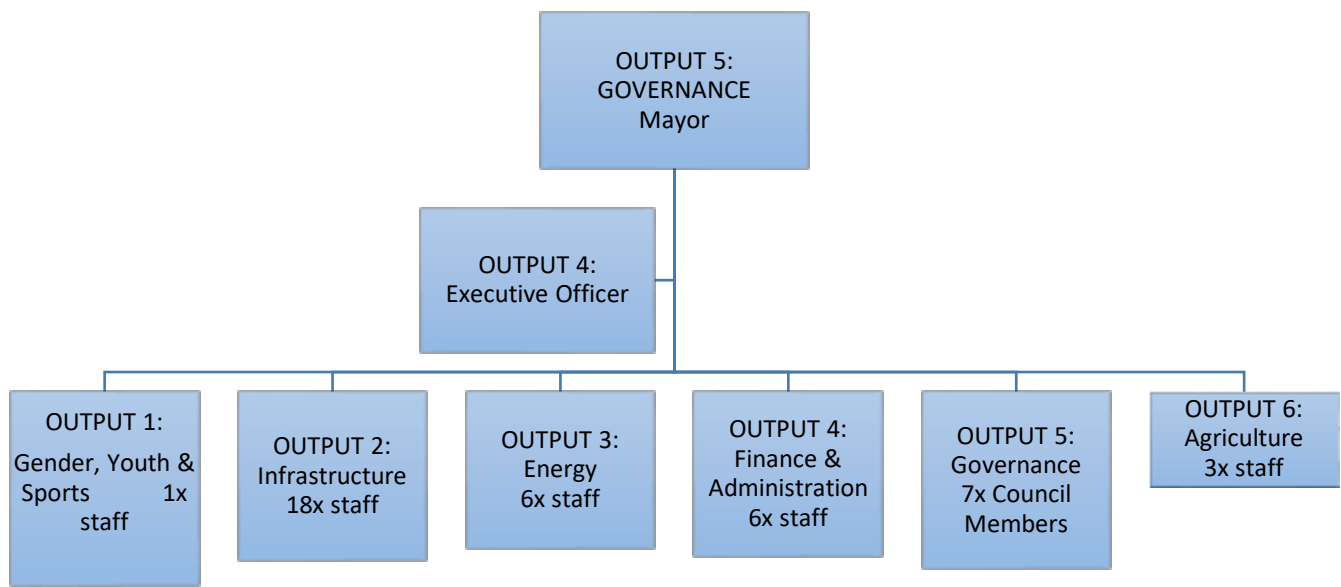 OUTPUT 5:
GOVERNANCE
Mayor
OUTPUT 4:
Executive Officer
OUTPUT 1:
Gender, Youth &
Sports 1x
staff
OUTPUT 2:
Infrastructure
18x staff
OUTPUT 3:
Energy
6x staff
OUTPUT 4:
Finance &
Administration
6x staff
OUTPUT 5:
Governance
7x Council
Members
OUTPUT 6:
Agriculture
3x staff